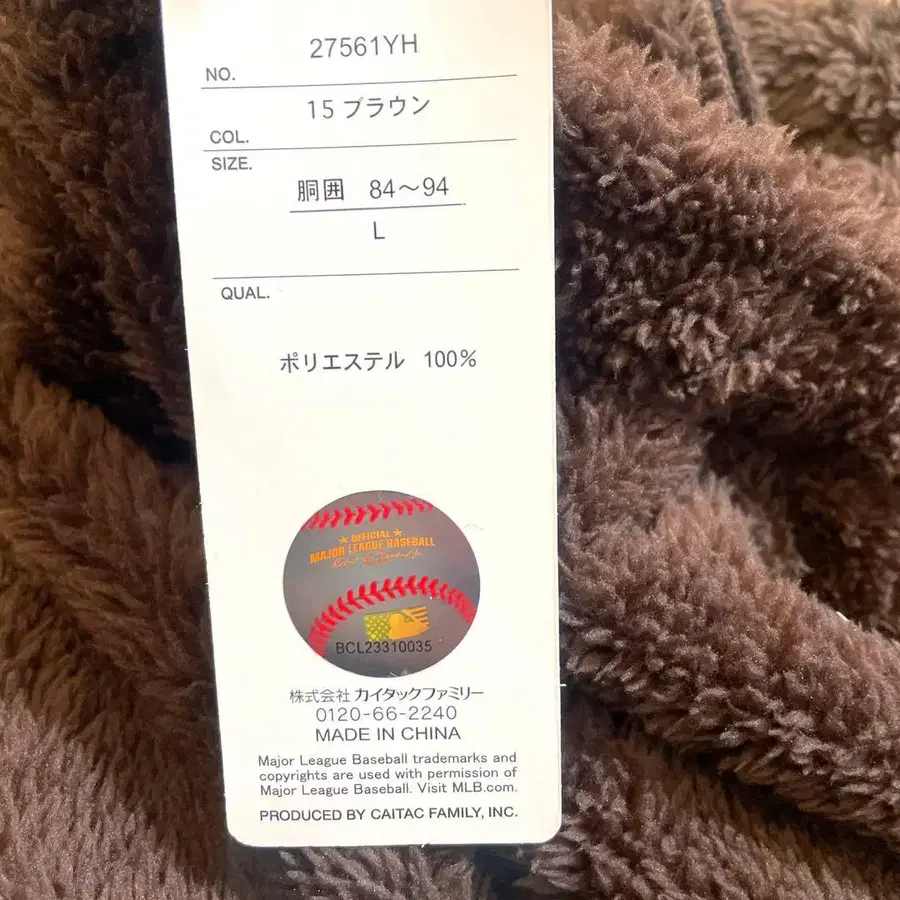 27561YH
NO.
15 ブラウン
COL.
SIZE.
胴囲 84〜94
L
QUAL.
ポリエステル 100%
OFFICIAL
MAJOR LEAGUE BASEBALL
BCL23310035
株式会社 カイタックファミリー
0120-66-2240
MADE IN CHINA
Major League Baseball trademarks and
copyrights are used with permission of
Major League Baseball. Visit MLB.com.
PRODUCED BY CAITAC FAMILY, INC.